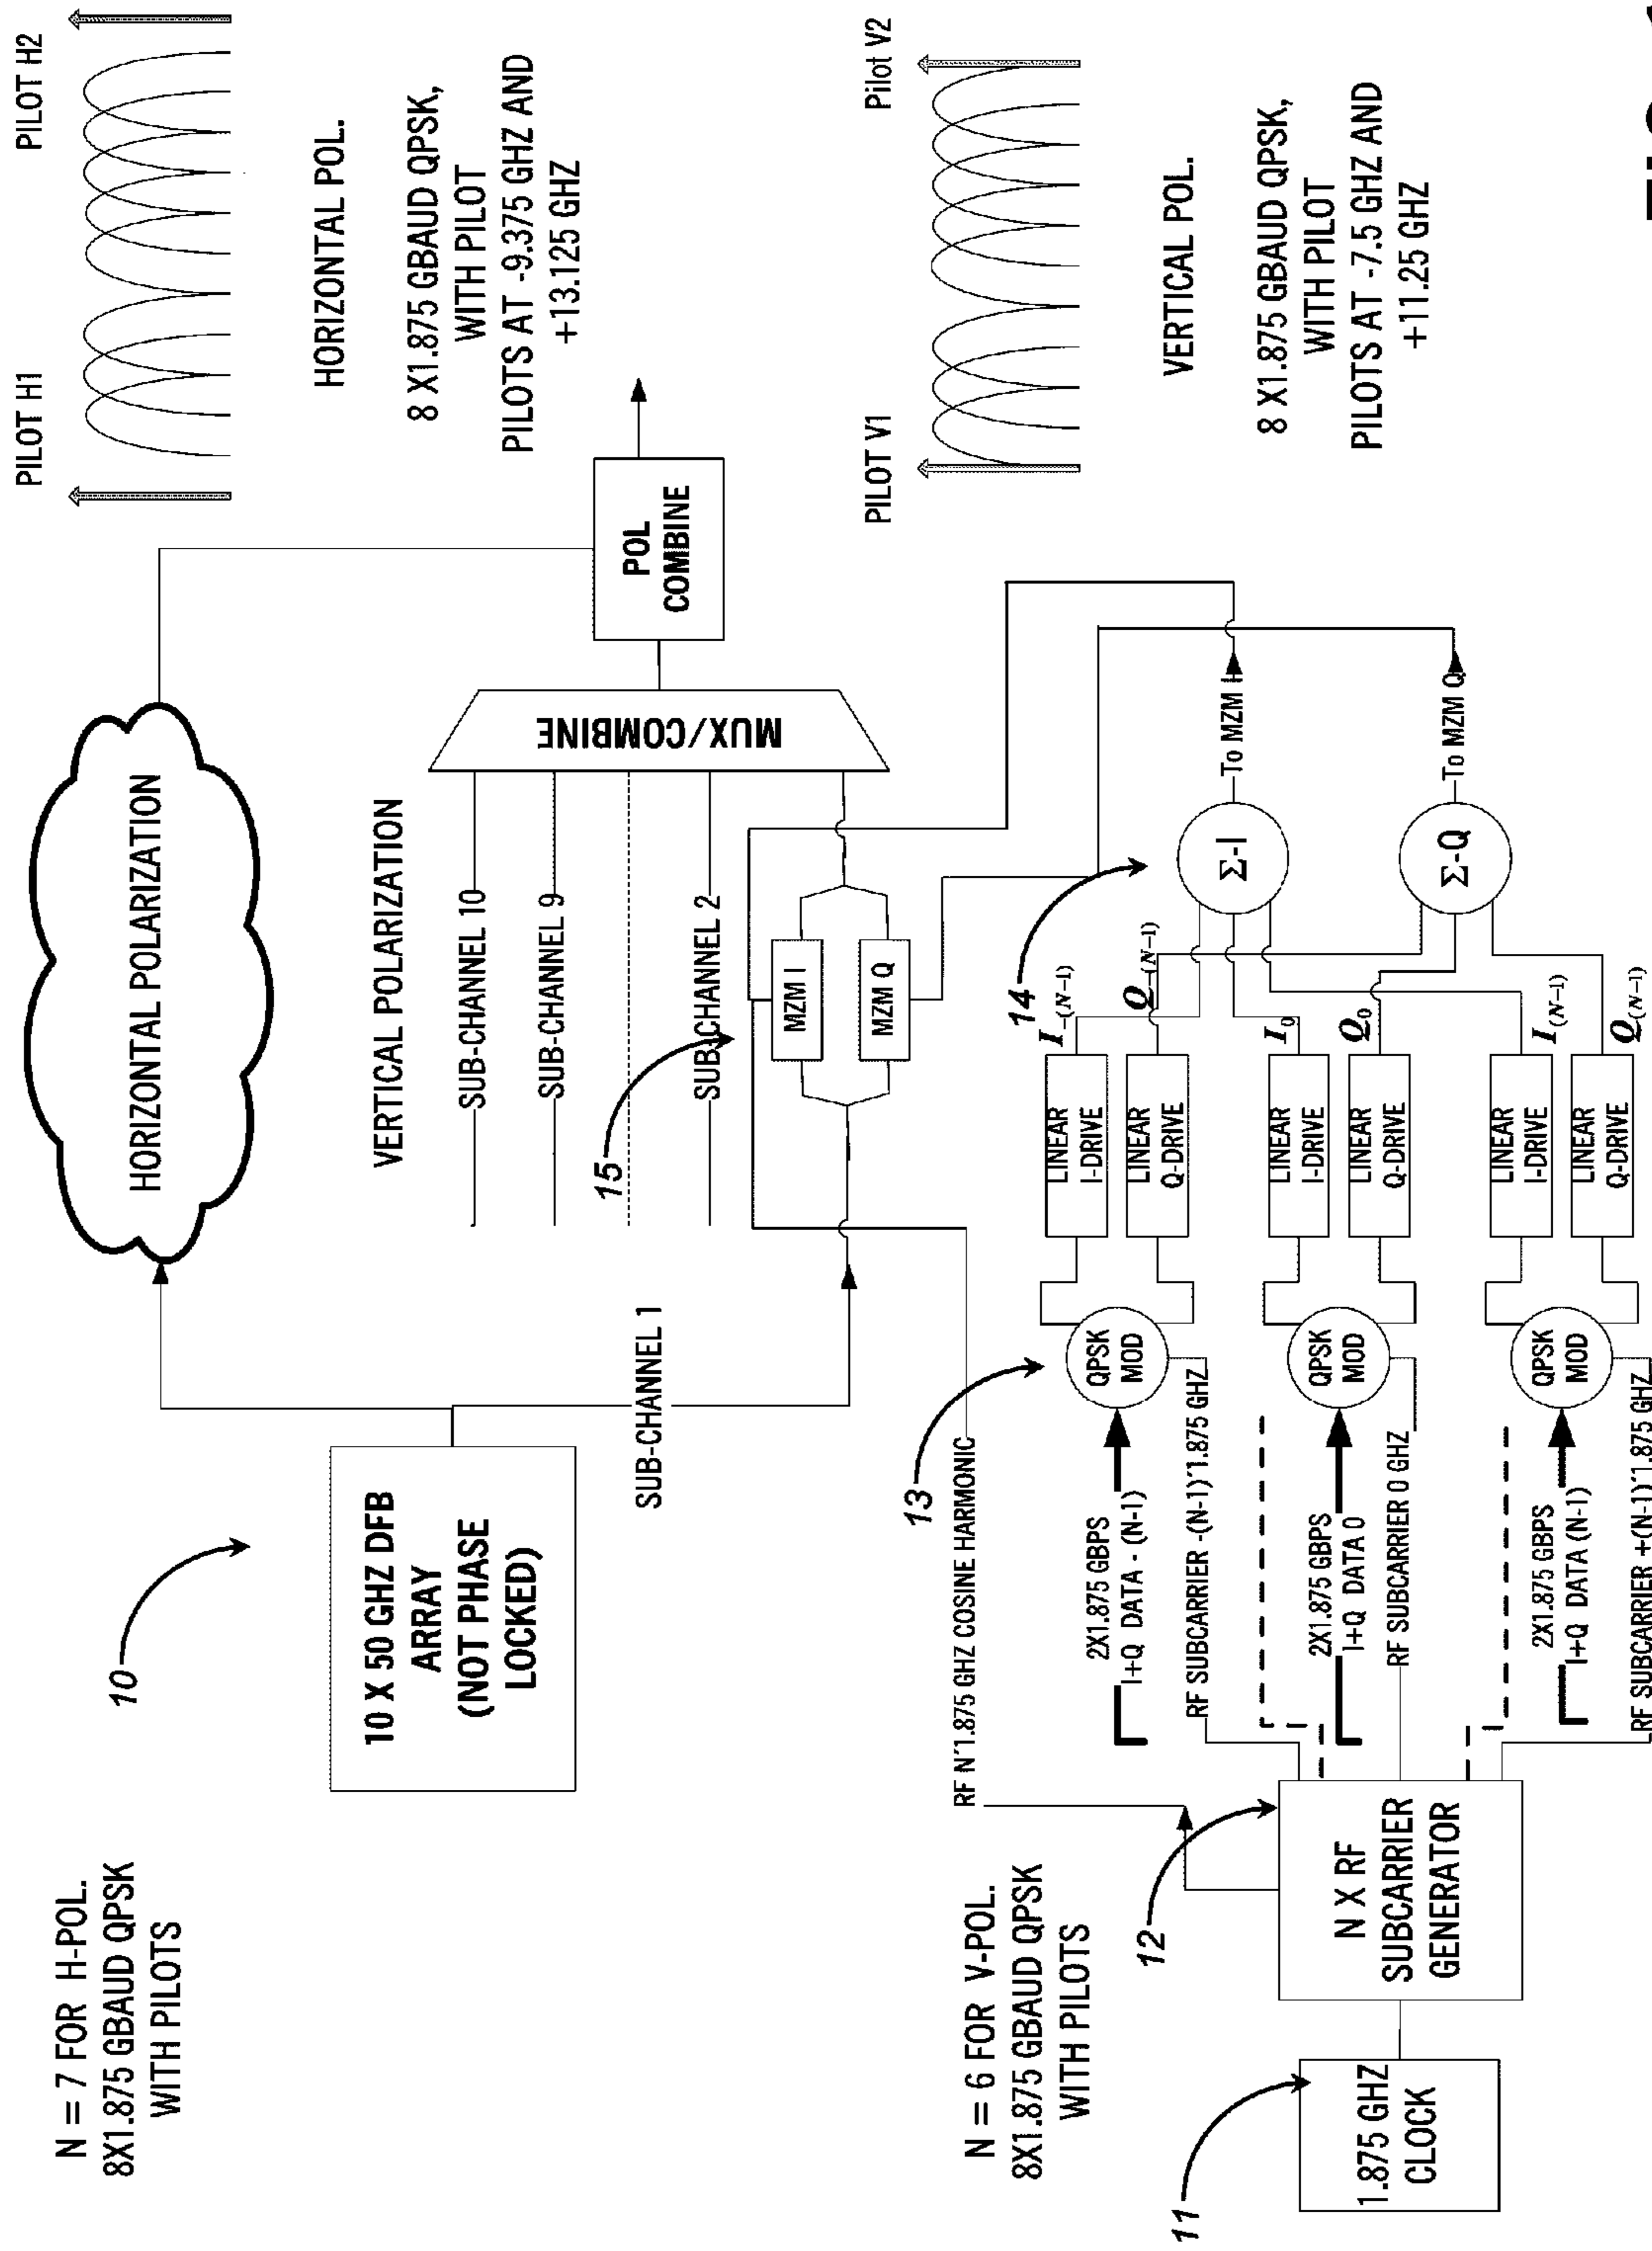 N = 7 FOR H-POL.
8X1.875 GBAUD QPSK
WITH PILOTS
10
10 X 50 GHZ DFB
ARRAY
(NOT PHASE
LOCKED)
HORIZONTAL POLARIZATION
VERTICAL POLARIZATION
SUB-CHANNEL 10
SUB-CHANNEL 9
SUB-CHANNEL 2
SUB-CHANNEL 1
15
MZM I
MZM Q
MUX/COMBINE
POL
COMBINE
PILOT H1
PILOT H2
HORIZONTAL POL.
8 X1.875 GBAUD QPSK,
WITH PILOT
PILOTS AT -9.375 GHZ AND
+13.125 GHZ
PILOT V1
Pilot V2
VERTICAL POL.
8 X1.875 GBAUD QPSK,
WITH PILOT
PILOTS AT -7.5 GHZ AND
+11.25 GHZ
N = 6 FOR V-POL.
8X1.875 GBAUD QPSK
WITH PILOTS
11
1.875 GHZ
CLOCK
12
N X RF
SUBCARRIER
GENERATOR
RF N´1.875 GHZ COSINE HARMONIC
13
2X1.875 GBPS
I+Q DATA - (N-1)
RF SUBCARRIER -(N-1)´1.875 GHZ
QPSK
MOD
LINEAR
I-DRIVE
I-(N-1)
LINEAR
Q-DRIVE
Q-(N-1)
2X1.875 GBPS
I+Q DATA 0
RF SUBCARRIER 0 GHZ
QPSK
MOD
LINEAR
I-DRIVE
I0
LINEAR
Q-DRIVE
Q0
2X1.875 GBPS
I+Q DATA (N-1)
RF SUBCARRIER +(N-1)´1.875 GHZ
QPSK
MOD
LINEAR
I-DRIVE
I(N-1)
LINEAR
Q-DRIVE
Q(N-1)
14
Σ-I
To MZM I
Σ-Q
To MZM Q